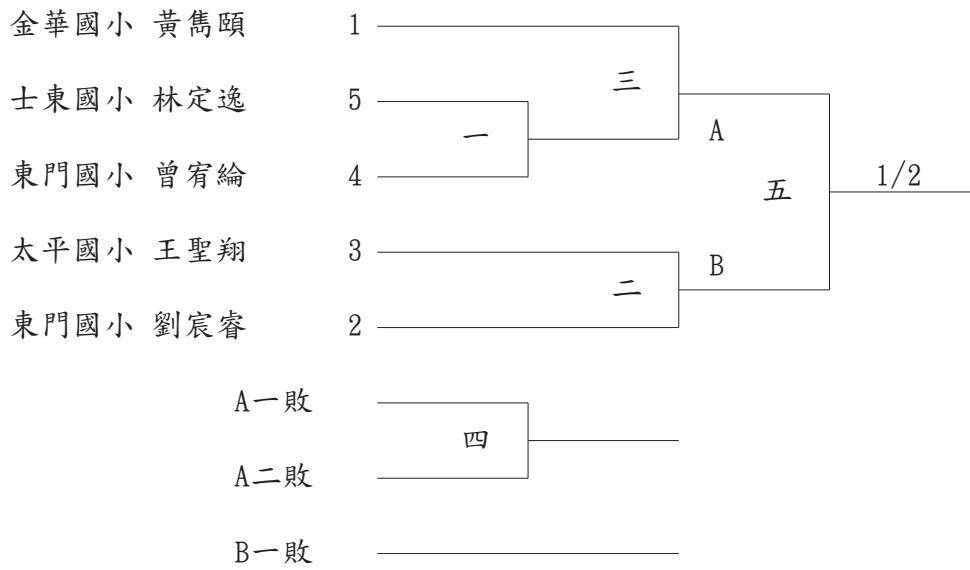 金華國小 黃雋頤 1
三
士東國小 林定逸 5
一
A
東門國小 曾宥綸 4
五
1/2
太平國小 王聖翔 3
B
二
東門國小 劉宸睿 2
A一敗
四
A二敗
B一敗